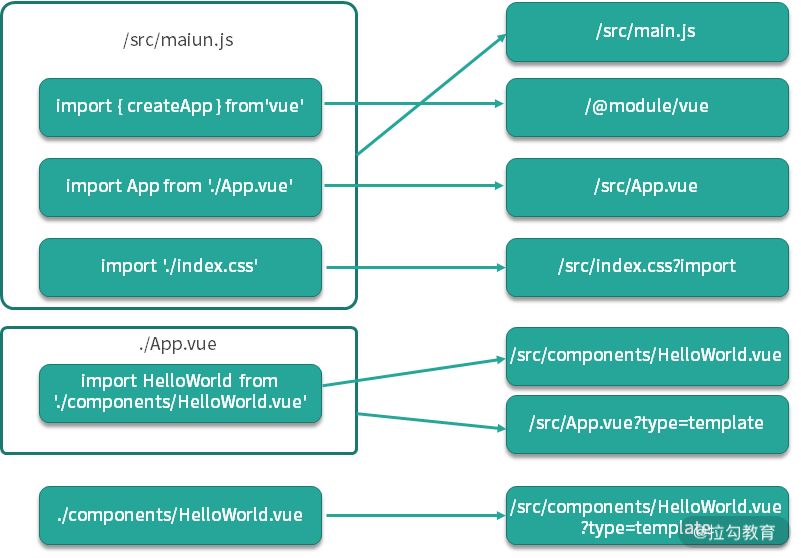 /src/maiun.js
import { createApp } from'vue'
import App from './App.vue'
import './index.css'
/src/main.js
/@module/vue
/src/App.vue
/src/index.css?import
./App.vue
import HelloWorld from
'./components/HelloWorld.vue'
/src/components/HelloWorld.vue
/src/App.vue?type=template
./components/HelloWorld.vue
/src/components/HelloWorld.vue
?type=template
@拉勾教育